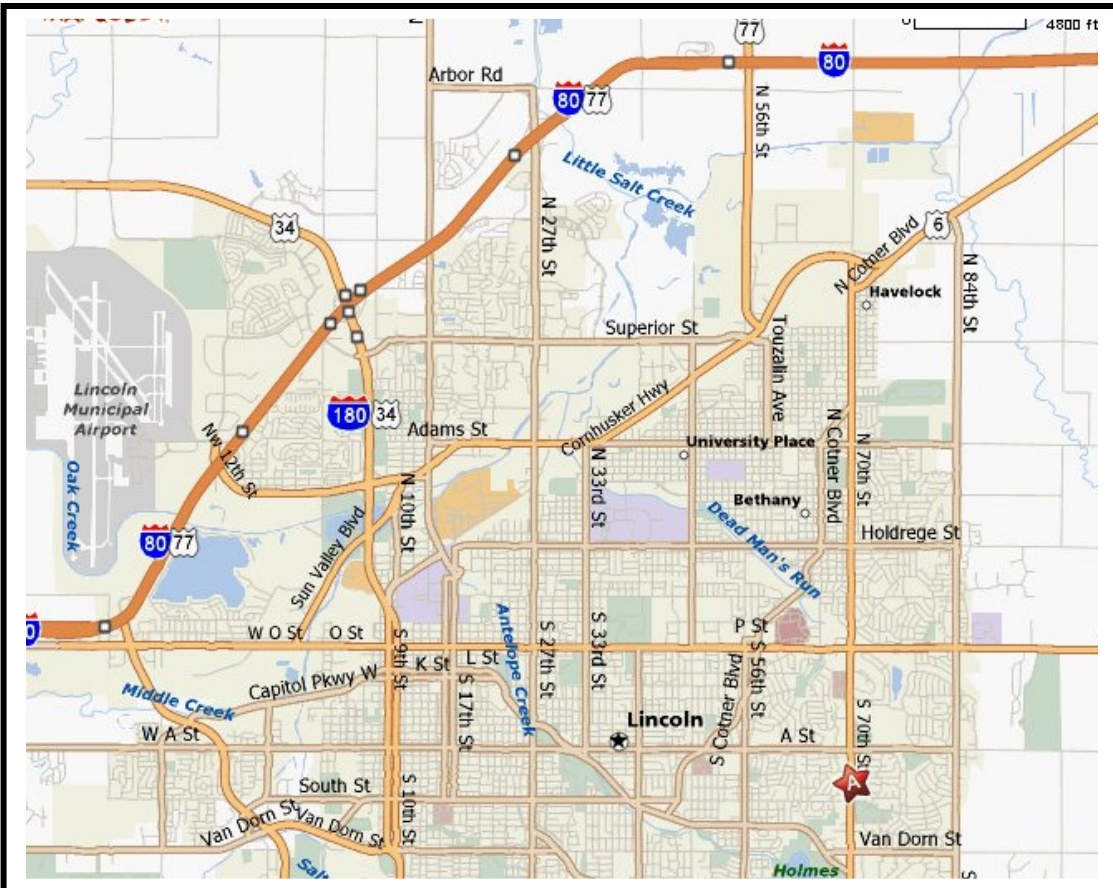 77
0
4800 ft
80
Arbor Rd
80
77
N 56th St
Little Salt Creek
34
N 27th St
6
N Cotner Blvd
Havelock
N 84th St
Superior St
Touzalin Ave
Lincoln
Municipal
Airport
180
34
Cornhusker Hwy
Adams St
University Place
Nw 12th St
N Cotner Blvd
N 70th St
Oak Creek
N 10th St
N 33rd St
Bethany
Dead Man's Run
Holdrege St
80
77
Sun Valley Blvd
W O St
O St
P St
Antelope Creek
S 9th St
K St
L St
S 27th St
S 33rd St
S 56th St
Capitol Pkwy W
Middle Creek
S 17th St
Lincoln
S Cotner Blvd
S 70th St
W A St
A St
A
South St
S 10th St
Van Dorn St
Van Dorn St
Van Dorn St
Holmes